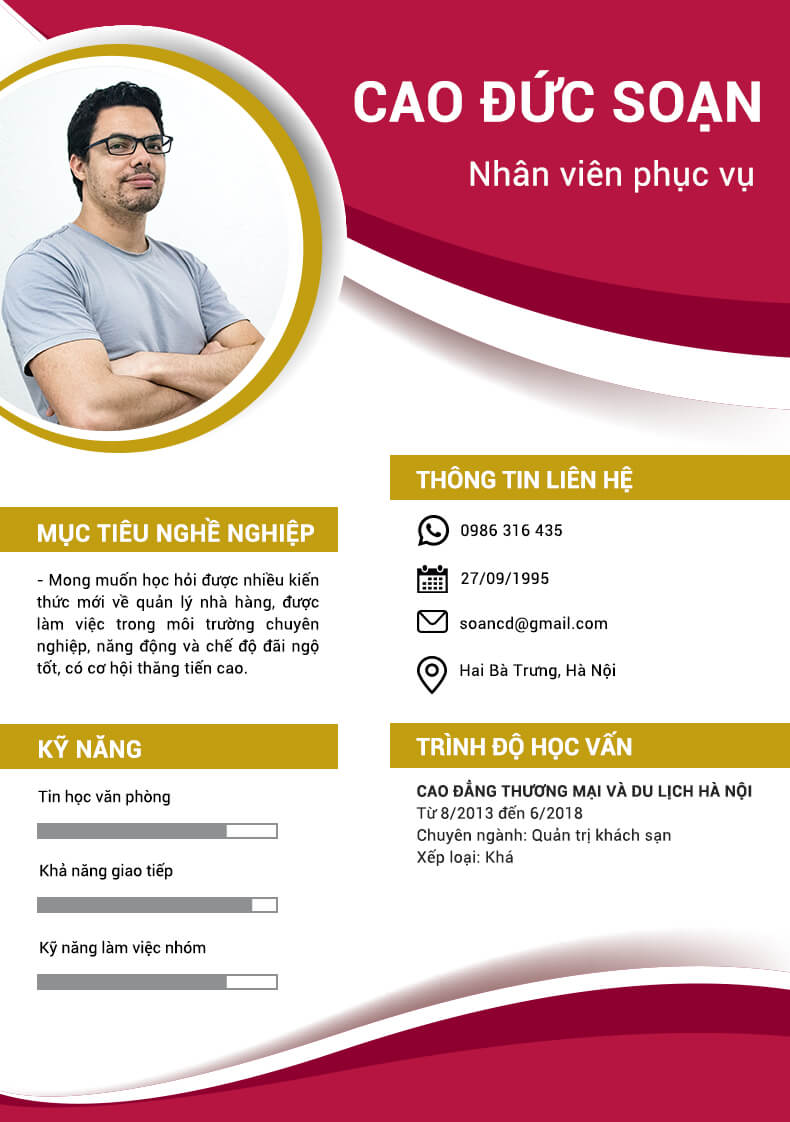 CAO ĐỨC SOẠN
Nhân viên phục vụ
MỤC TIÊU NGHỀ NGHIỆP
- Mong muốn học hỏi được nhiều kiến
thức mới về quản lý nhà hàng, được
làm việc trong môi trường chuyên
nghiệp, năng động và chế độ đãi ngộ
tốt, có cơ hội thăng tiến cao.
KỸ NĂNG
Tin học văn phòng
Khả năng giao tiếp
Kỹ năng làm việc nhóm
THÔNG TIN LIÊN HỆ
0986 316 435
27/09/1995
soancd@gmail.com
Hai Bà Trưng, Hà Nội
TRÌNH ĐỘ HỌC VẤN
CAO ĐẲNG THƯƠNG MẠI VÀ DU LỊCH HÀ NỘI
Từ 8/2013 đến 6/2018
Chuyên ngành: Quản trị khách sạn
Xếp loại: Khá